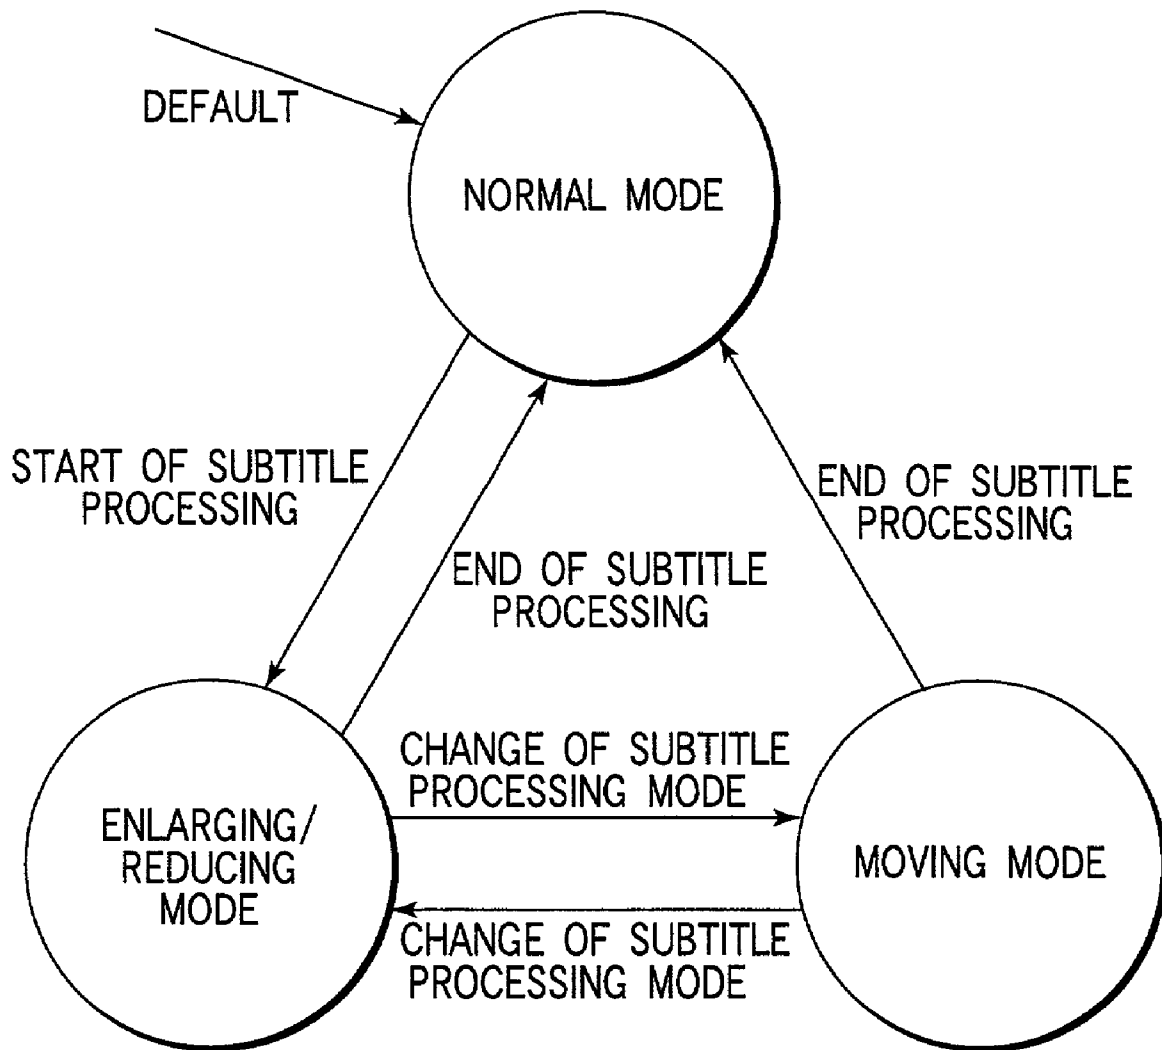 DEFAULT
NORMAL MODE
START OF SUBTITLE
PROCESSING
END OF SUBTITLE
PROCESSING
END OF SUBTITLE
PROCESSING
CHANGE OF SUBTITLE
PROCESSING MODE
ENLARGING/
REDUCING
MODE
MOVING MODE
CHANGE OF SUBTITLE
PROCESSING MODE